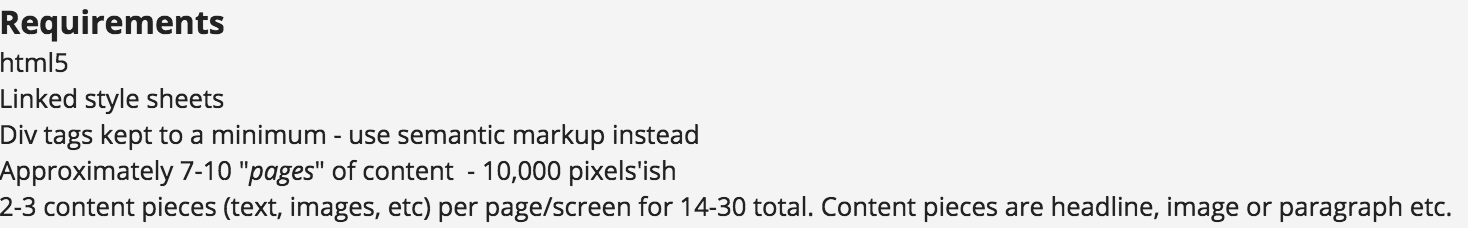 Requirements
html5
Linked style sheets
Div tags kept to a minimum - use semantic markup instead
Approximately 7-10 "pages" of content  - 10,000 pixels'ish
2-3 content pieces (text, images, etc) per page/screen for 14-30 total. Content pieces are headline, image or paragraph etc.